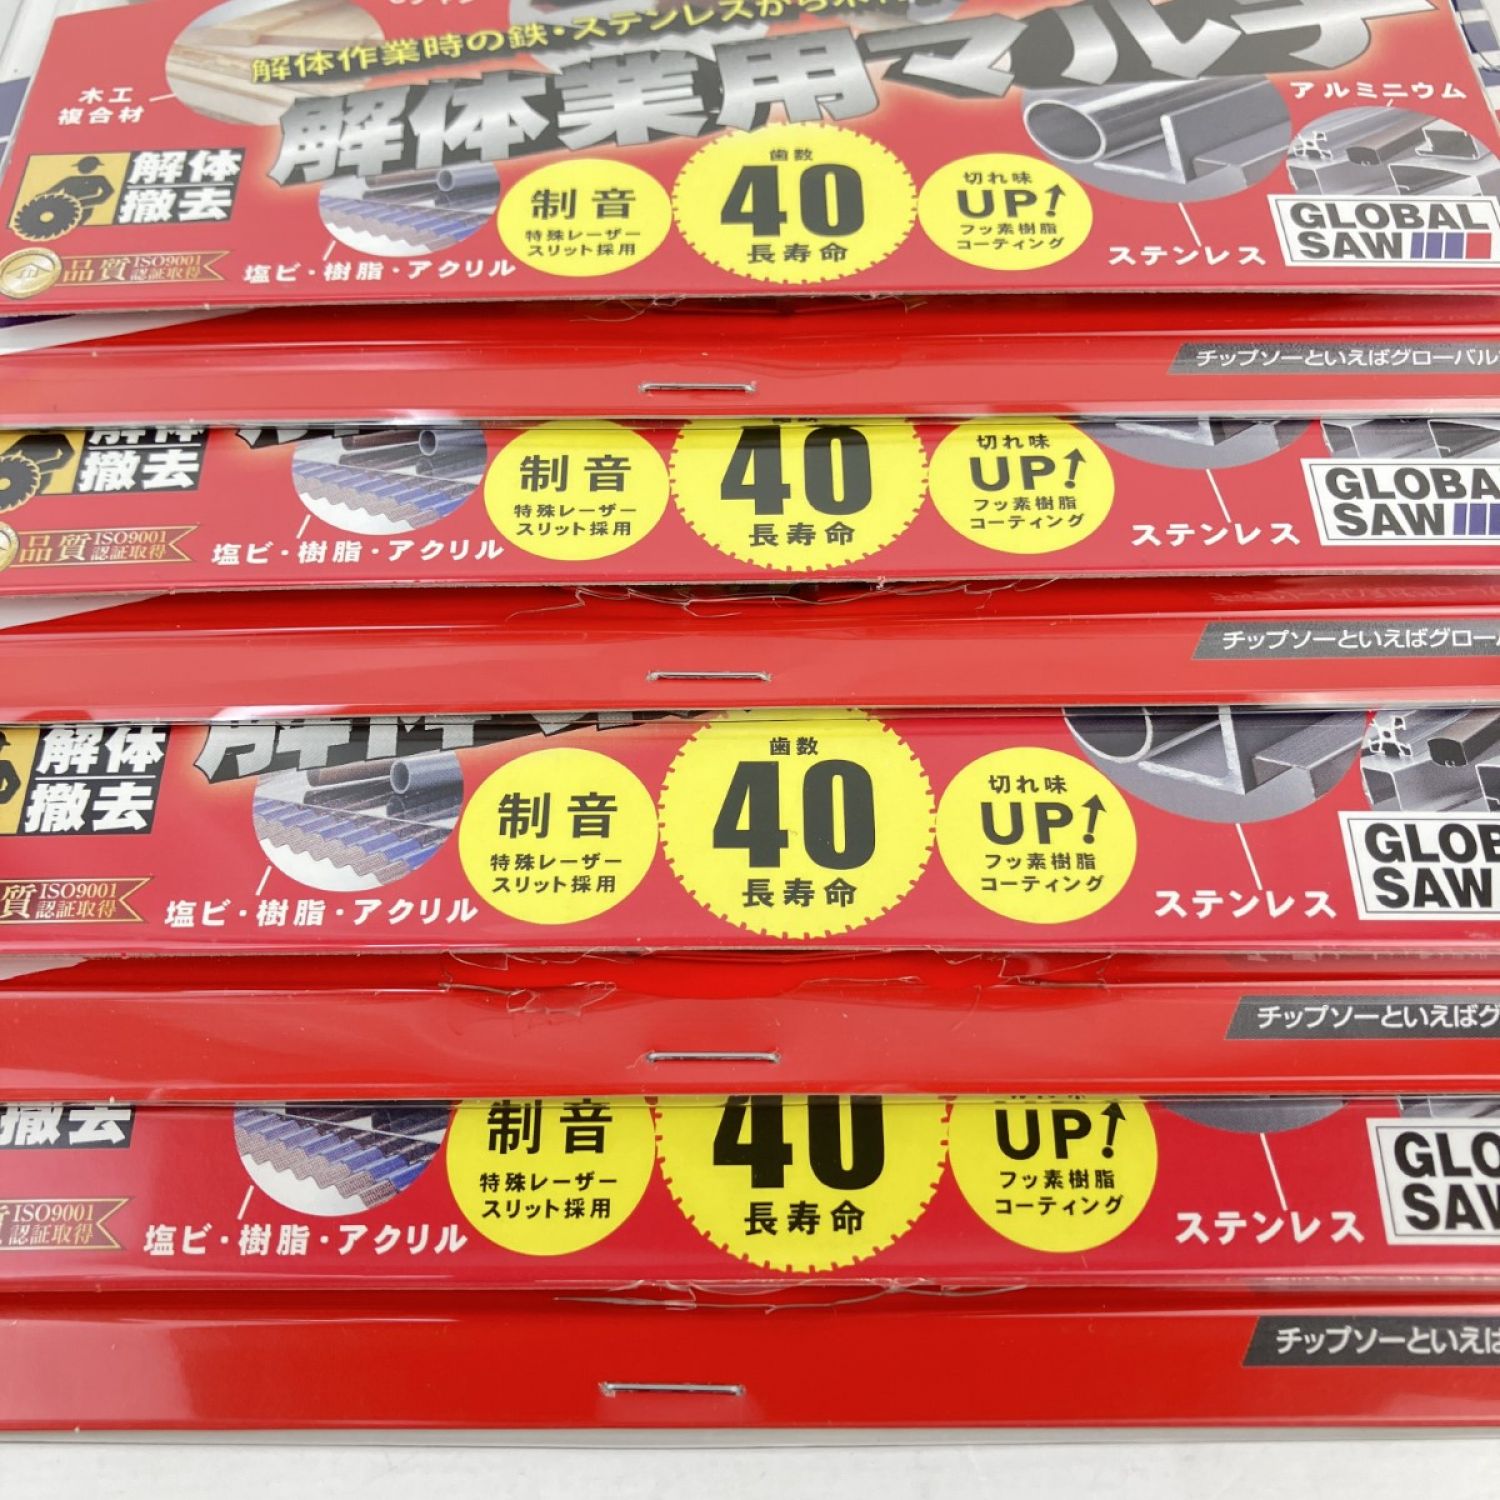 解体作業時の鉄・ステンレスから木
解体業用マルチ
木工
複合材
アルミニウム
解体
撤去
制音
特殊レーザー
スリット採用
歯数
40
長寿命
切れ味
UP!
フッ素樹脂
コーティング
GLOBAL
SAW
品質 ISO9001
認証取得
塩ビ・樹脂・アクリル
ステンレス
チップソーといえばグローバル
解体
撤去
制音
特殊レーザー
スリット採用
40
長寿命
切れ味
UP!
フッ素樹脂
コーティング
GLOBA
SAW
品質 ISO9001
認証取得
塩ビ・樹脂・アクリル
ステンレス
チップソーといえばグロー
解体
撤去
制音
特殊レーザー
スリット採用
歯数
40
長寿命
切れ味
UP!
フッ素樹脂
コーティング
GLOB
SAW
質 ISO9001
認証取得
塩ビ・樹脂・アクリル
ステンレス
チップソーといえばグ
撤去
制音
特殊レーザー
スリット採用
40
長寿命
UP!
フッ素樹脂
コーティング
GLO
SAW
ISO9001
認証取得
塩ビ・樹脂・アクリル
ステンレス
チップソーといえば